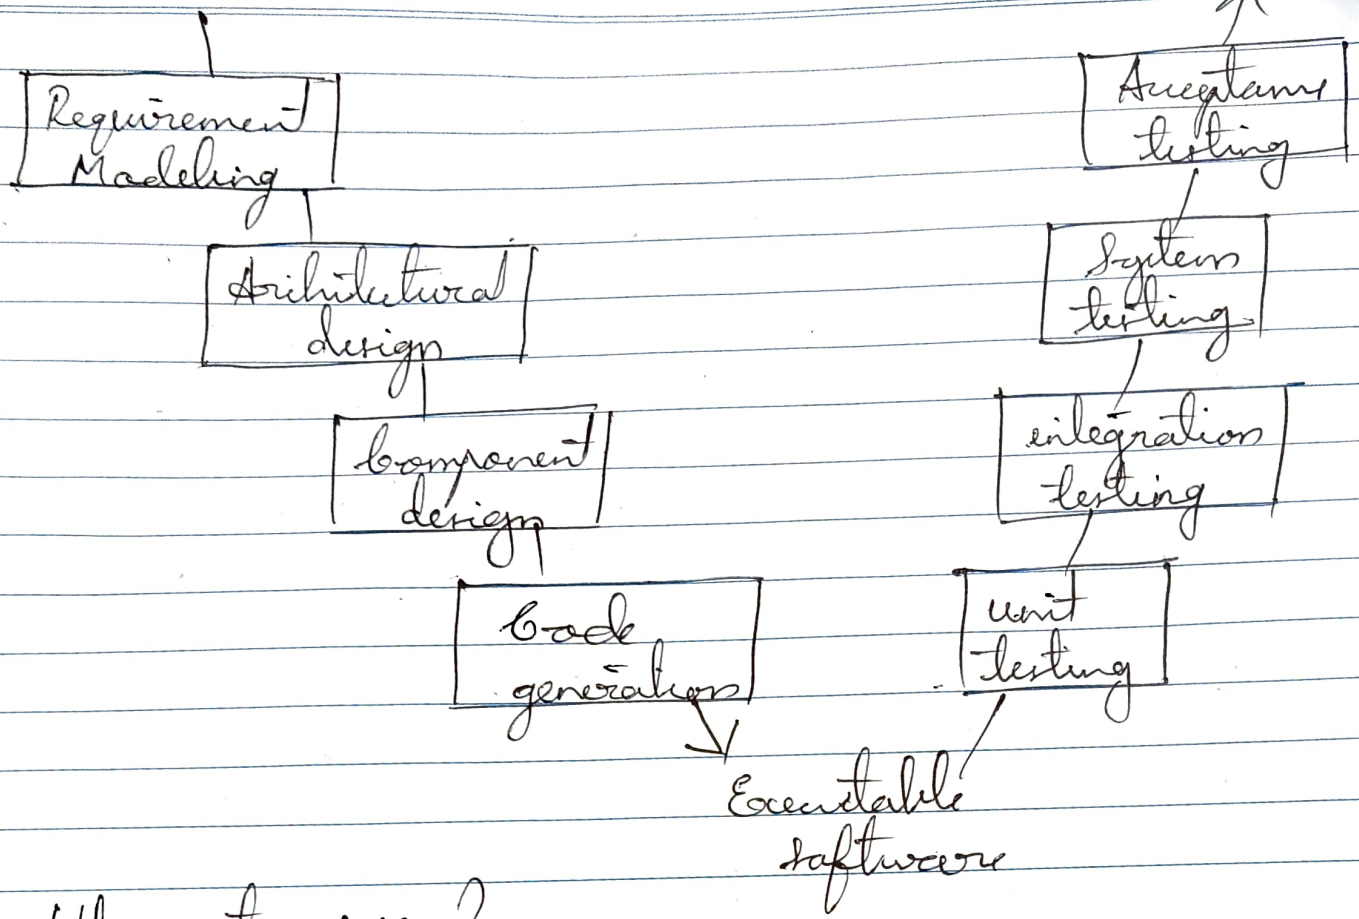 Requirement
Modeling
Architectural
design
Component
design
Code
generation
Executable
software
unit
testing
integration
testing
System
testing
Acceptance
testing